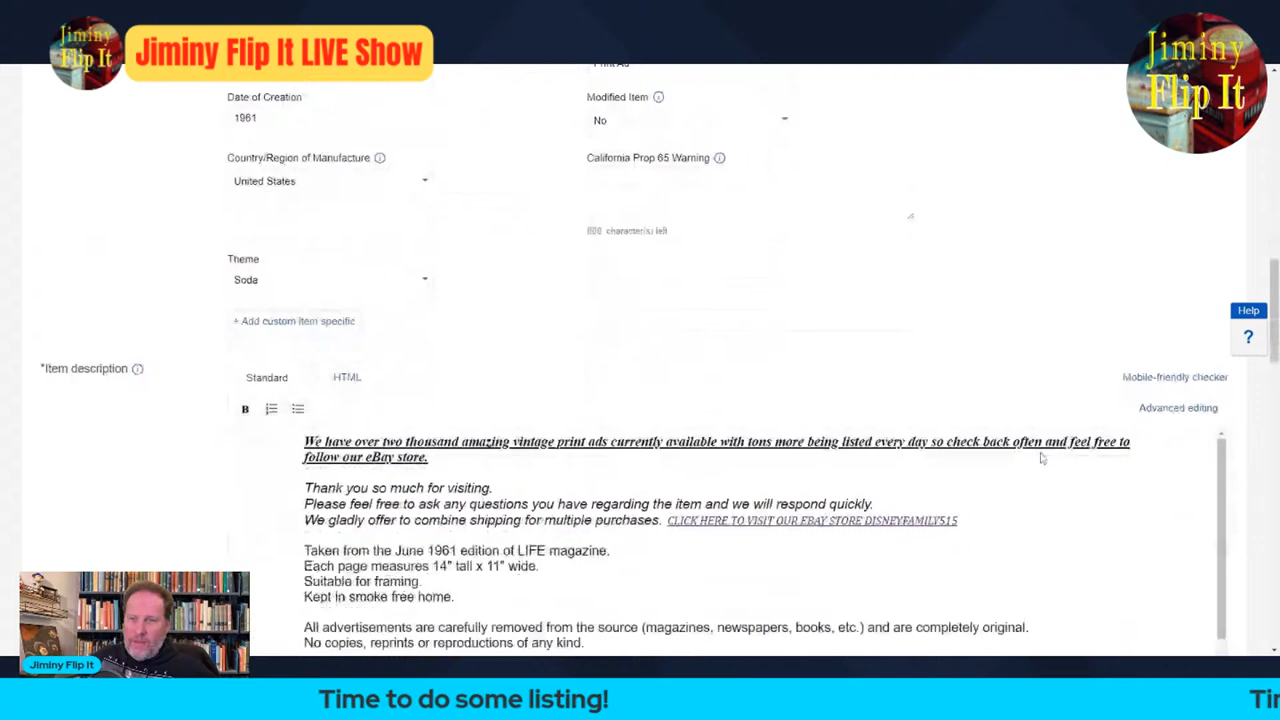 Jiminy
Flip It
Jiminy Flip It LIVE Show
Jiminy
Flip It
Print Ad
Date of Creation
Modified Item
1961
No
Country/Region of Manufacture
California Prop 65 Warning
United States
character(s) left
Theme
Soda
+ Add custom item specific
Help
?
*Item description
Standard
HTML
Mobile-friendly checker
B
Advanced editing
We have over two thousand amazing vintage print ads currently available with tons more being listed every day so check back often and feel free to
follow our eBay store.
Thank you so much for visiting.
Please feel free to ask any questions you have regarding the item and we will respond quickly.
We gladly offer to combine shipping for multiple purchases. CLICK HERE TO VISIT OUR EBAY STORE DISNEYFAMILY515
Taken from the June 1961 edition of LIFE magazine.
Each page measures 14" tall x 11" wide.
Suitable for framing.
Kept in smoke free home.
All advertisements are carefully removed from the source (magazines, newspapers, books, etc.) and are completely original.
No copies, reprints or reproductions of any kind.
Jiminy Flip It
Time to do some listing!